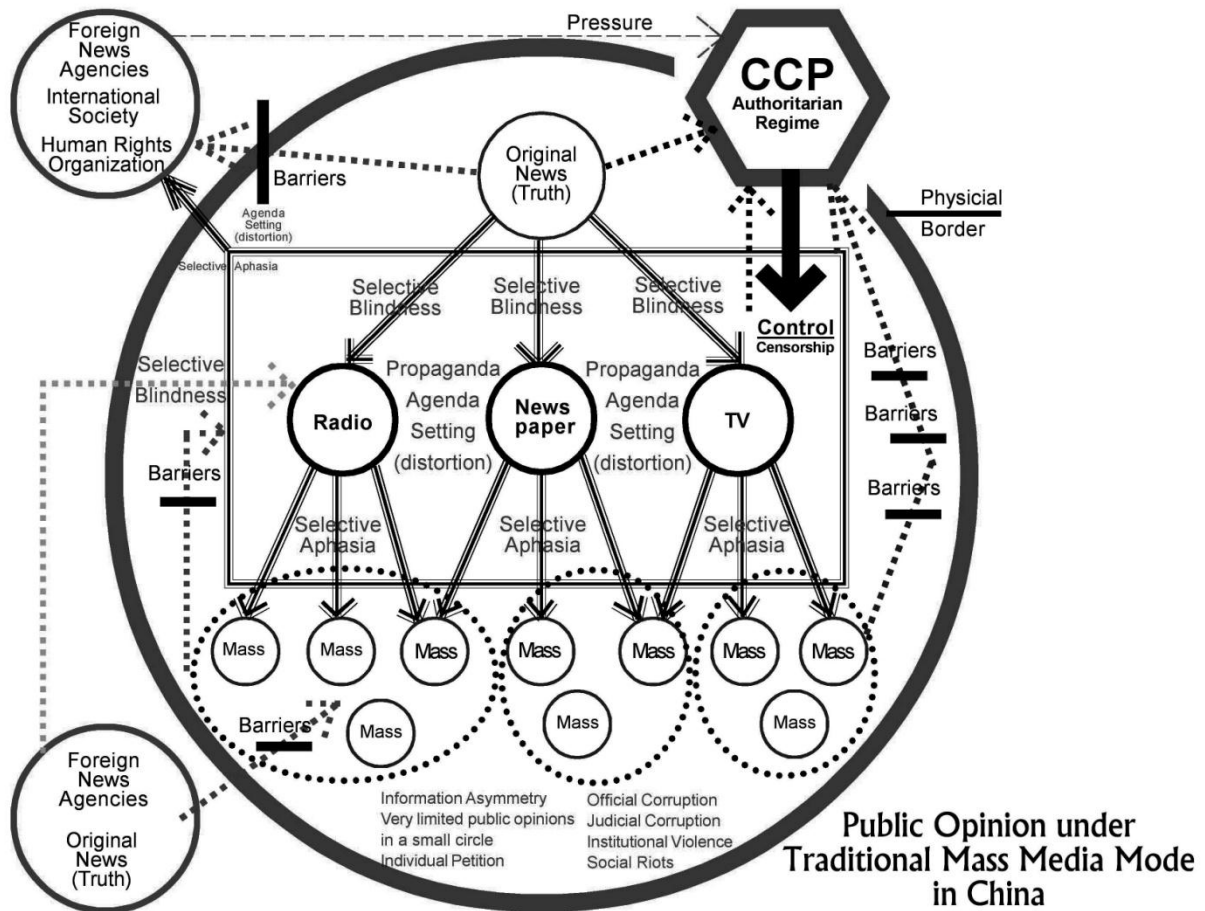 Foreign
News
Agencies
International
Society
Human Rights
Organization
Pressure
CCP
Authoritarian
Regime
Original
News
(Truth)
Barriers
Agenda
Setting
(distortion)
Selective Aphasia
Physicial
Border
Selective
Blindness
Selective
Blindness
Selective
Blindness
Control
Censorship
Selective
Blindness
Barriers
Radio
Propaganda
Agenda
Setting
(distortion)
News
paper
Propaganda
Agenda
Setting
(distortion)
TV
Barriers
Barriers
Barriers
Selective
Aphasia
Selective
Aphasia
Selective
Aphasia
Mass
Mass
Mass
Mass
Mass
Mass
Mass
Mass
Mass
Mass
Barriers
Foreign
News
Agencies
Original
News
(Truth)
Information Asymmetry
Very limited public opinions
in a small circle
Individual Petition
Official Corruption
Judicial Corruption
Institutional Violence
Social Riots
Public Opinion under
Traditional Mass Media Mode
in China